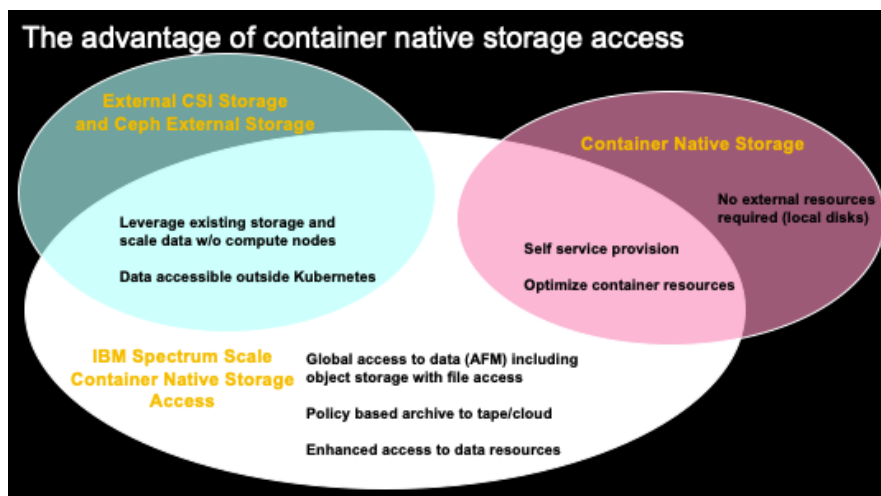 The advantage of container native storage access
External CSI Storage
and Ceph External Storage
Container Native Storage
No external resources
required (local disks)
Leverage existing storage and
scale data w/o compute nodes
Data accessible outside Kubernetes
Self service provision
Optimize container resources
IBM Spectrum Scale
Container Native Storage
Access
Global access to data (AFM) including
object storage with file access
Policy based archive to tape/cloud
Enhanced access to data resources